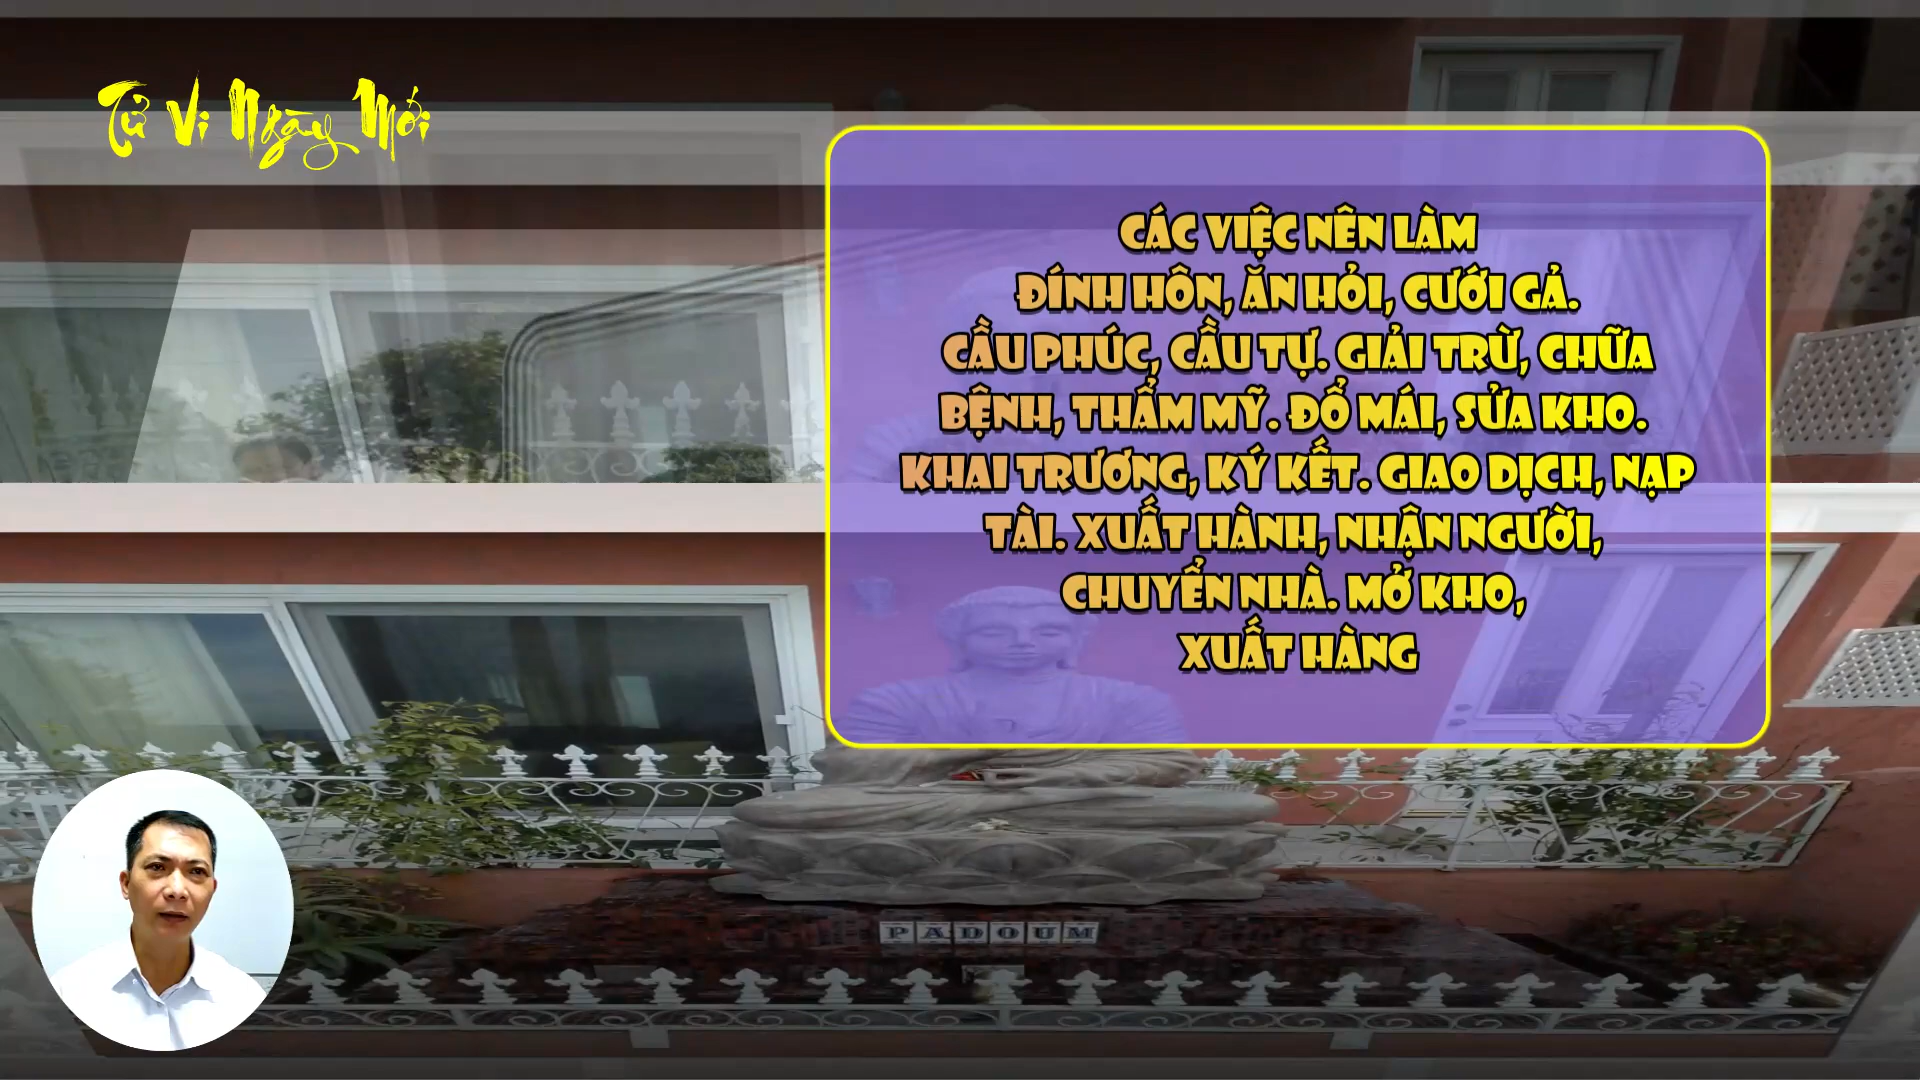 Tử Vi Ngày Mới
CÁC VIỆC NÊN LÀM
ĐÍNH HÔN, ĂN HỎI, CƯỚI GẢ.
CẦU PHÚC, CẦU TỰ. GIẢI TRỪ, CHỮA
BỆNH, THẨM MỸ. ĐỔ MÁI, SỬA KHO.
KHAI TRƯƠNG, KÝ KẾT. GIAO DỊCH, NẠP
TÀI. XUẤT HÀNH, NHẬN NGƯỜI,
CHUYỂN NHÀ. MỞ KHO,
XUẤT HÀNG
PADOUM